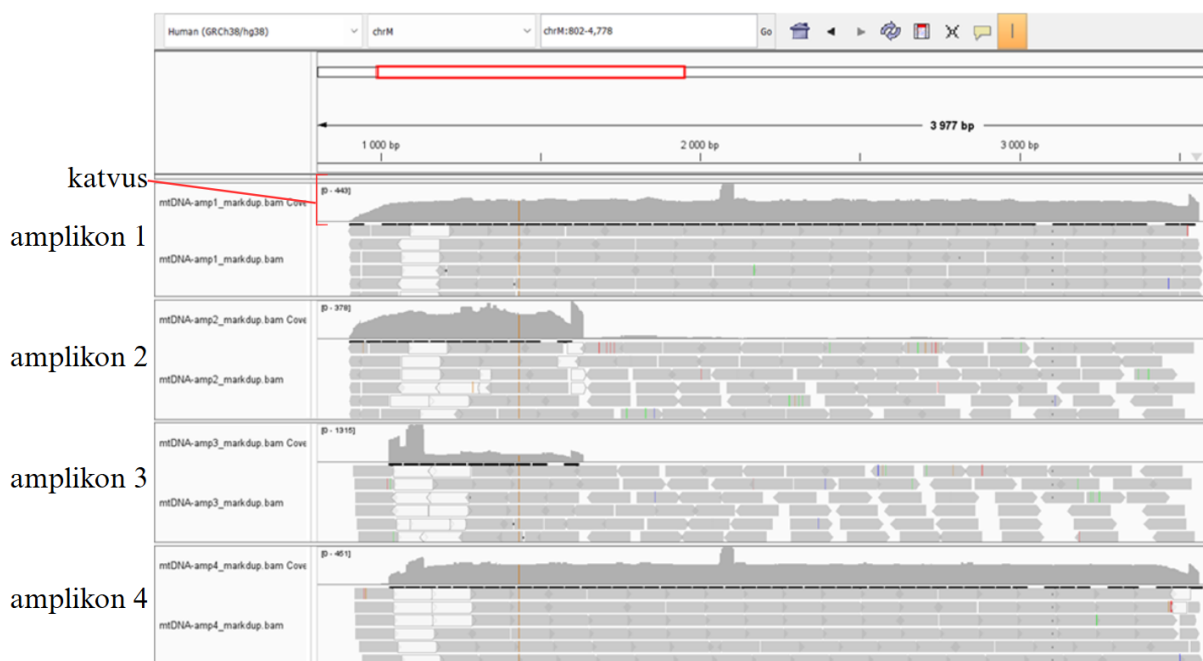 Human (GRCh38/hg38) chrM chrM:802-4,778 Go
3 977 bp
1 000 bp 2 000 bp 3 000 bp
katvus
[0 - 443]
mtDNA-amp1_markdup.bam Cove
amplikon 1
mtDNA-amp1_markdup.bam
[0 - 378]
mtDNA-amp2_markdup.bam Cove
amplikon 2
mtDNA-amp2_markdup.bam
[0 - 1315]
mtDNA-amp3_markdup.bam Cove
amplikon 3
mtDNA-amp3_markdup.bam
[0 - 461]
mtDNA-amp4_markdup.bam Cove
amplikon 4
mtDNA-amp4_markdup.bam